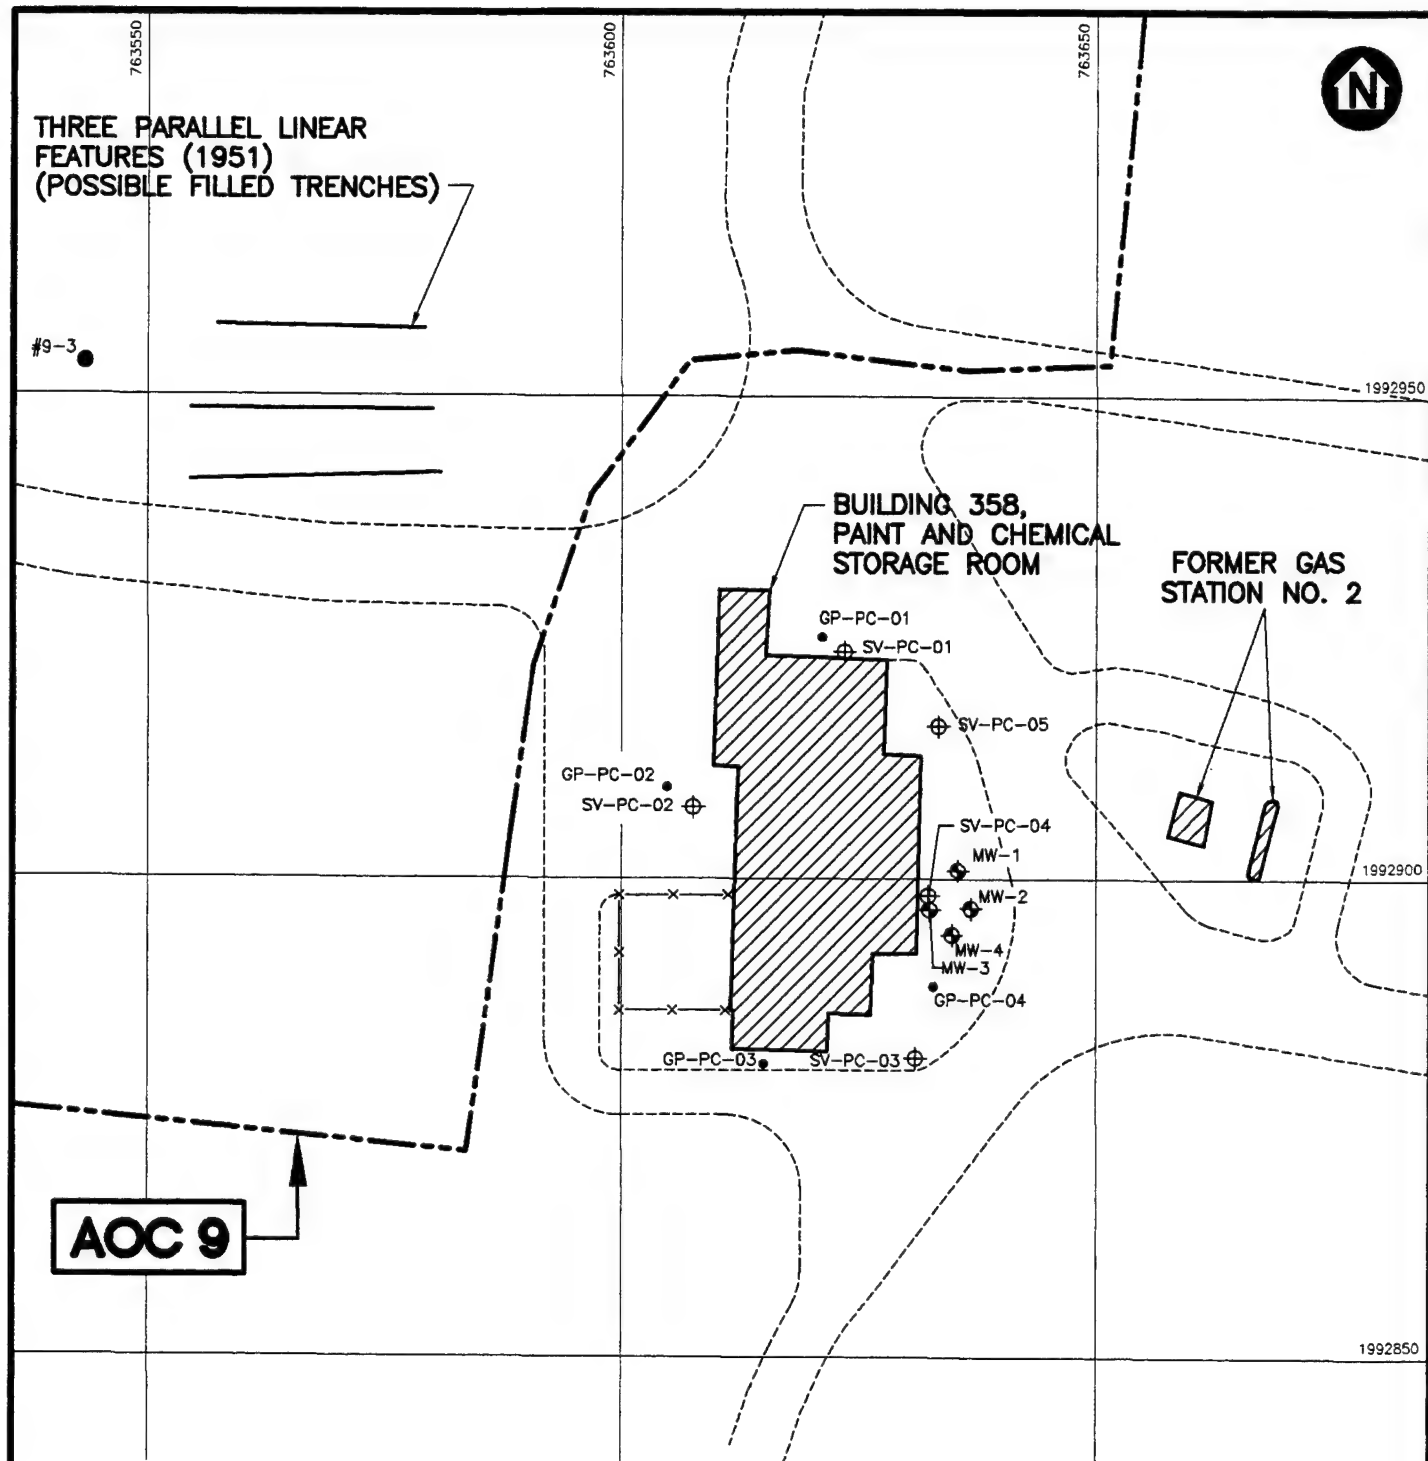 763550
763600
763650
N
THREE PARALLEL LINEAR
FEATURES (1951)
(POSSIBLE FILLED TRENCHES)
#9-3
1992950
BUILDING 358,
PAINT AND CHEMICAL
STORAGE ROOM
FORMER GAS
STATION NO. 2
GP-PC-01
SV-PC-01
SV-PC-05
GP-PC-02
SV-PC-02
SV-PC-04
MW-1
1992900
MW-2
MW-4
MW-3
GP-PC-04
GP-PC-03
SV-PC-03
AOC 9
1992850